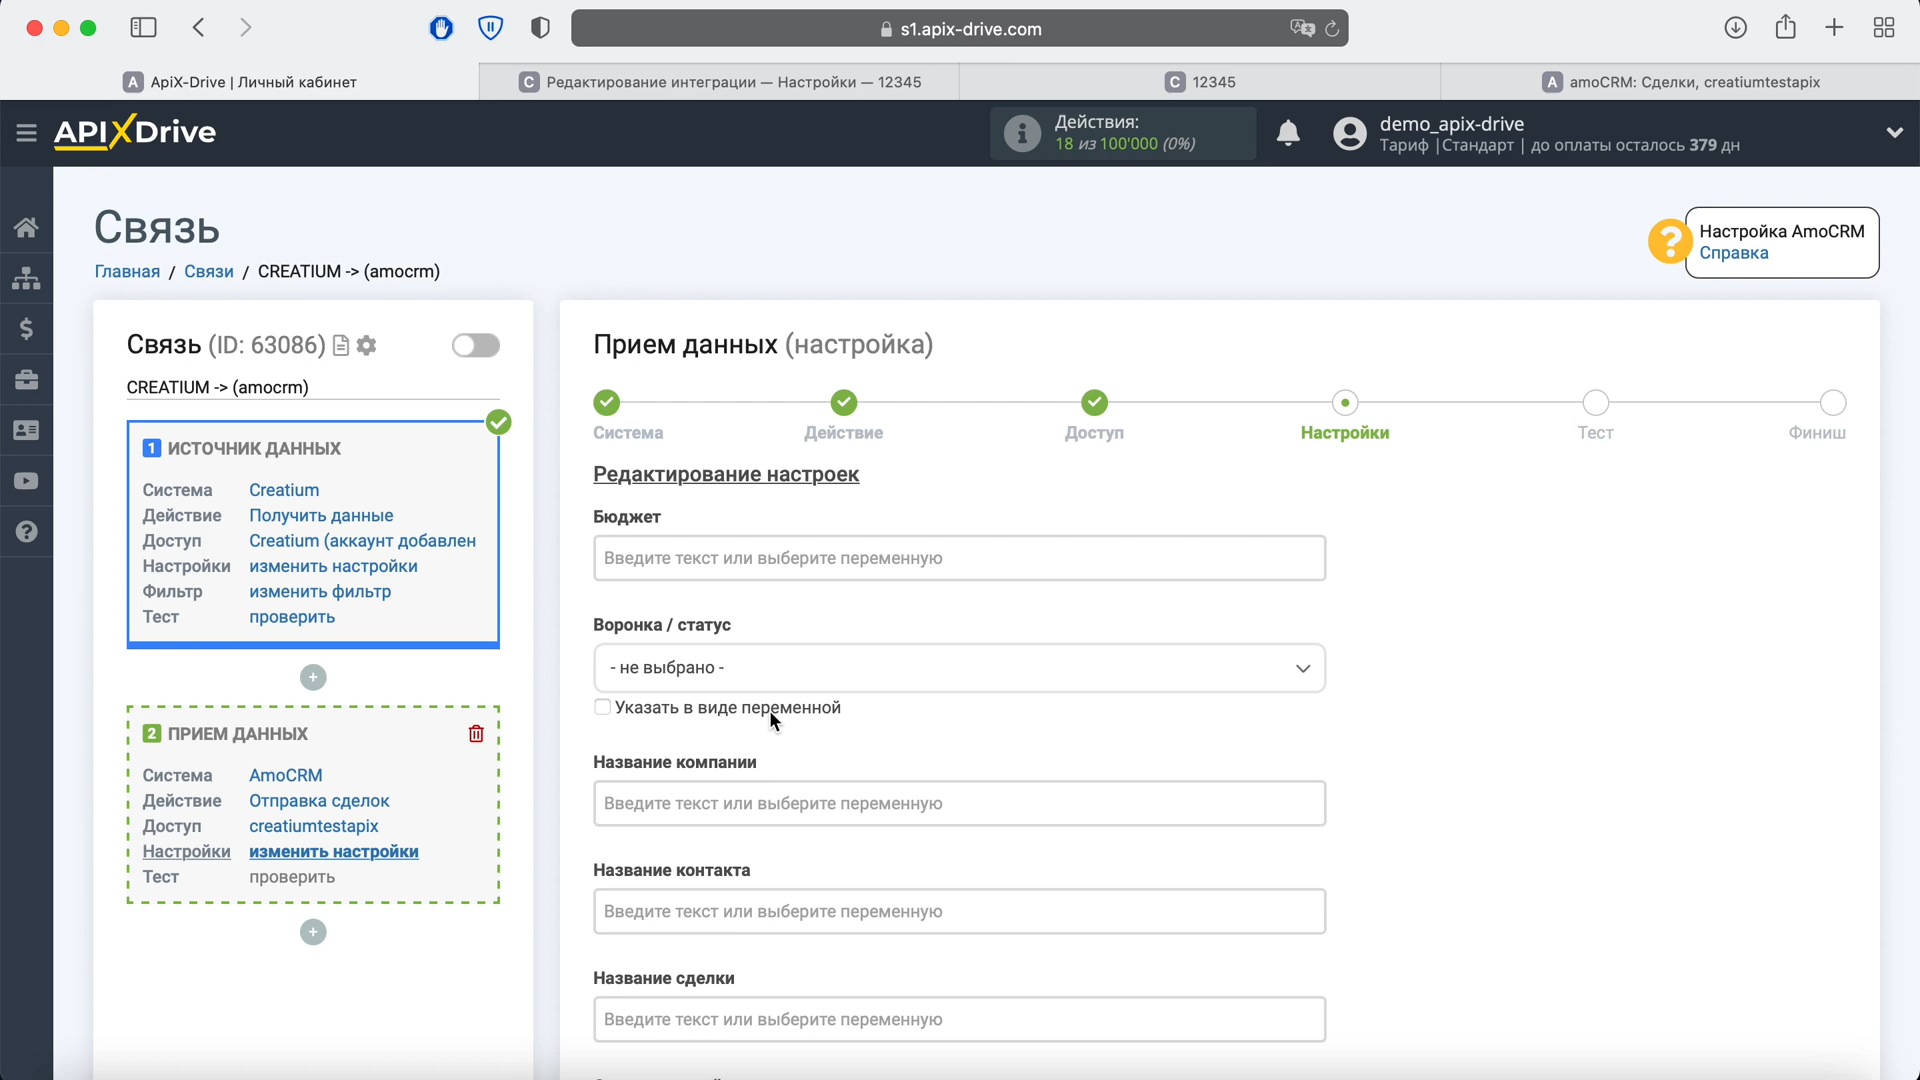 s1.apix-drive.com
A ApiX-Drive | Личный кабинет
C Редактирование интеграции — Настройки — 12345
C 12345
A amoCRM: Сделки, creatiumtestapix
APIXDrive
Действия:
18 из 100'000 (0%)
demo_apix-drive
Тариф | Стандарт | до оплаты осталось 379 дн
Связь
Главная / Связи / CREATIUM -> (amocrm)
? Настройка AmoCRM
Справка
Связь (ID: 63086)
CREATIUM -> (amocrm)
1 ИСТОЧНИК ДАННЫХ
Система Creatium
Действие Получить данные
Доступ Creatium (аккаунт добавлен
Настройки изменить настройки
Фильтр изменить фильтр
Тест проверить
2 ПРИЕМ ДАННЫХ
Система AmoCRM
Действие Отправка сделок
Доступ creatiumtestapix
Настройки изменить настройки
Тест проверить
Прием данных (настройка)
Система Действие Доступ Настройки Тест Финиш
Редактирование настроек
Бюджет
Введите текст или выберите переменную
Воронка / статус
- не выбрано -
Указать в виде переменной
Название компании
Введите текст или выберите переменную
Название контакта
Введите текст или выберите переменную
Название сделки
Введите текст или выберите переменную